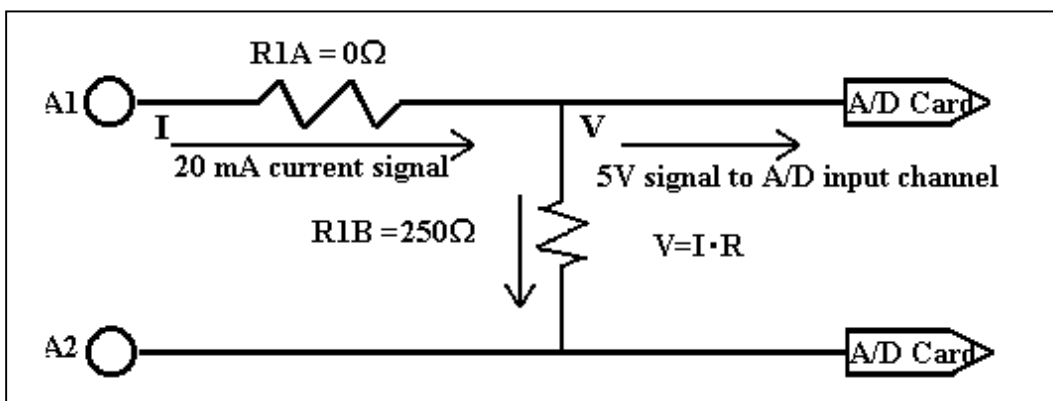 R1A = 0Ω
A1
A/D Card
I
V
20 mA current signal
5V signal to A/D input channel
R1B =250Ω
V=I·R
A2
A/D Card